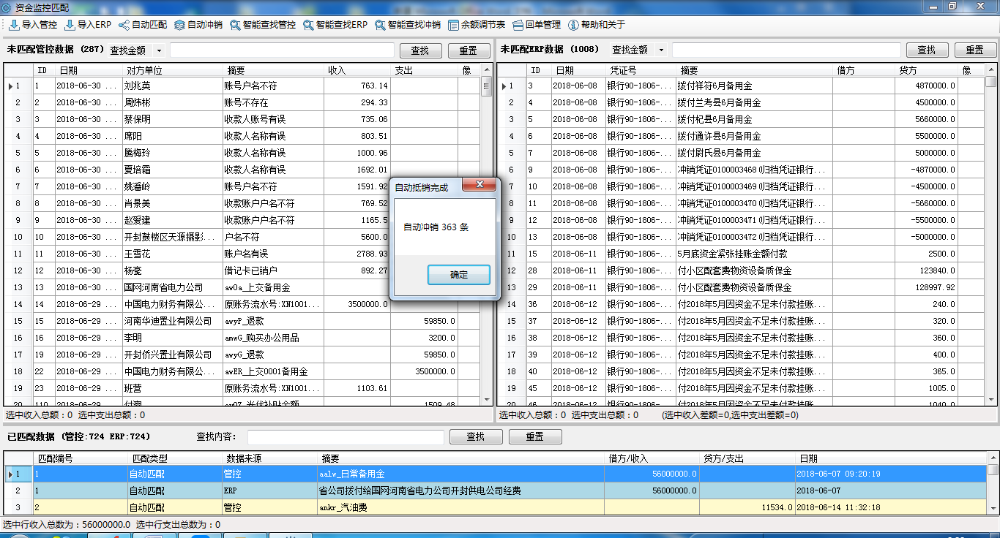 资金监控匹配
导入管控 导入ERP 自动匹配 自动冲销 智能查找管控 智能查找ERP 智能查找冲销 余额调节表 回单管理 帮助和关于
未匹配管控数据 (287) 查找金额 查找 重置
ID 日期 对方单位 摘要 收入 支出 像
1 1 2018-06-30 ... 刘兆英 账号户名不符 763.14
2 2 2018-06-30 ... 周炜彬 账号不存在 294.33
3 3 2018-06-30 ... 蔡保明 收款人账号有误 735.06
4 4 2018-06-30 ... 席阳 收款人名称有误 803.51
5 5 2018-06-30 ... 腾梅玲 收款人名称有误 1000.96
6 6 2018-06-30 ... 夏培霜 收款人名称有误 1692.01
7 7 2018-06-30 ... 姚潘岭 账号户名不符 1591.92
8 8 2018-06-30 ... 肖景美 收款账户户名不符 769.52
9 9 2018-06-30 ... 赵爱建 收款账户户名不符 1165.5
10 10 2018-06-30 ... 开封鼓楼区天源摄影... 户名不符 5600.0
11 11 2018-06-30 ... 王雪花 账户名有误 2788.93
12 12 2018-06-30 ... 杨毫 借记卡已销户 892.27
13 13 2018-06-30 ... 国网河南省电力公司 awOa_上交备用金
14 14 2018-06-29 ... 中国电力财务有限公... 原账务流水号:XN1001... 3500000.0
15 15 2018-06-29 ... 河南华迪置业有限公司 awyP_退款 59850.0
16 16 2018-06-29 ... 李明 amwG_购买办公用品 3200.0
17 19 2018-06-29 ... 开封侨兴置业有限公司 awyG_退款 59850.0
18 22 2018-06-29 ... 中国电力财务有限公... awER_上交0001备用金 3500000.0
19 23 2018-06-29 ... 班营 原账务流水号:XN1001... 1103.61
20 110 2018-06-29 ... 1509.48
选中收入总额：0 选中支出总额：0
未匹配ERP数据 (1008) 查找金额 查找 重置
ID 日期 凭证号 摘要 借方 贷方 像
1 3 2018-06-08 银行90-1806-... 拨付祥符6月备用金 4870000.0
2 4 2018-06-08 银行90-1806-... 拨付兰考县6月备用金 4500000.0
3 5 2018-06-08 银行90-1806-... 拨付杞县6月备用金 5660000.0
4 6 2018-06-08 银行90-1806-... 拨付通许县6月备用金 5500000.0
5 7 2018-06-08 银行90-1806-... 拨付尉氏县6月备用金 5000000.0
6 9 2018-06-08 银行90-1806-... 冲销凭证0100003468(归档凭证银行... -4870000.0
7 10 2018-06-08 银行90-1806-... 冲销凭证0100003469(归档凭证银行... -4500000.0
8 11 2018-06-08 银行90-1806-... 冲销凭证0100003470(归档凭证银行... -5660000.0
9 12 2018-06-08 银行90-1806-... 冲销凭证0100003471(归档凭证银行... -5500000.0
10 13 2018-06-08 银行90-1806-... 冲销凭证0100003472(归档凭证银行... -5000000.0
11 15 2018-06-11 银行90-1806-... 5月底资金紧张挂账金额付款 2500.0
12 28 2018-06-11 银行90-1806-... 付小区配套费物资设备质保金 123840.0
13 29 2018-06-11 银行90-1806-... 付小区配套费物资设备质保金 128997.92
14 36 2018-06-12 银行90-1806-... 付2018年5月因资金不足未付款挂账... 240.0
15 37 2018-06-12 银行90-1806-... 付2018年5月因资金不足未付款挂账... 320.0
16 38 2018-06-12 银行90-1806-... 付2018年5月因资金不足未付款挂账... 360.0
17 39 2018-06-12 银行90-1806-... 付2018年5月因资金不足未付款挂账... 400.0
18 40 2018-06-12 银行90-1806-... 付2018年5月因资金不足未付款挂账... 365.0
19 45 2018-06-12 银行90-1806-... 付2018年5月因资金不足未付款挂账... 1005.0
20 46 2018-06-12 银行90-1806-... 付2018年5月因资金不足未付款挂账... 1040.0
选中收入总额：0 选中支出总额：0 (选中收入差额=0,选中支出差额=0)
自动抵销完成
自动冲销 363 条
确定
已匹配数据 (管控:724 ERP:724) 查找内容： 查找 重置
匹配编号 匹配类型 数据来源 摘要 借方/收入 贷方/支出 日期
1 1 自动匹配 管控 aalw_日常备用金 56000000.0 2018-06-07 09:20:19
2 1 自动匹配 ERP 省公司拨付给国网河南省电力公司开封供电公司经费 56000000.0 2018-06-07
3 2 自动匹配 管控 ankr_汽油费 11534.0 2018-06-14 11:32:18
选中行收入总数为：56000000.0 选中行支出总数为：0